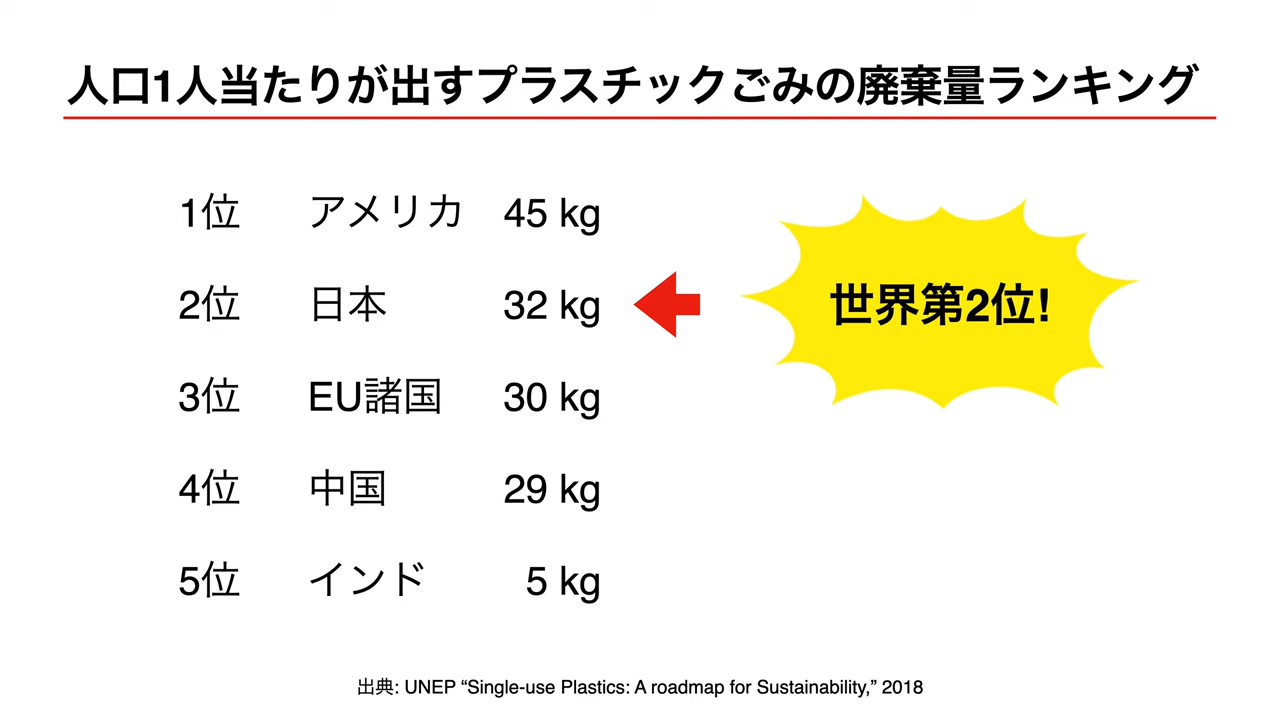 人口1人当たりが出すプラスチックごみの廃棄量ランキング
1位 アメリカ 45 kg
2位 日本 32 kg
世界第2位!
3位 EU諸国 30 kg
4位 中国 29 kg
5位 インド 5 kg
出典: UNEP “Single-use Plastics: A roadmap for Sustainability,” 2018